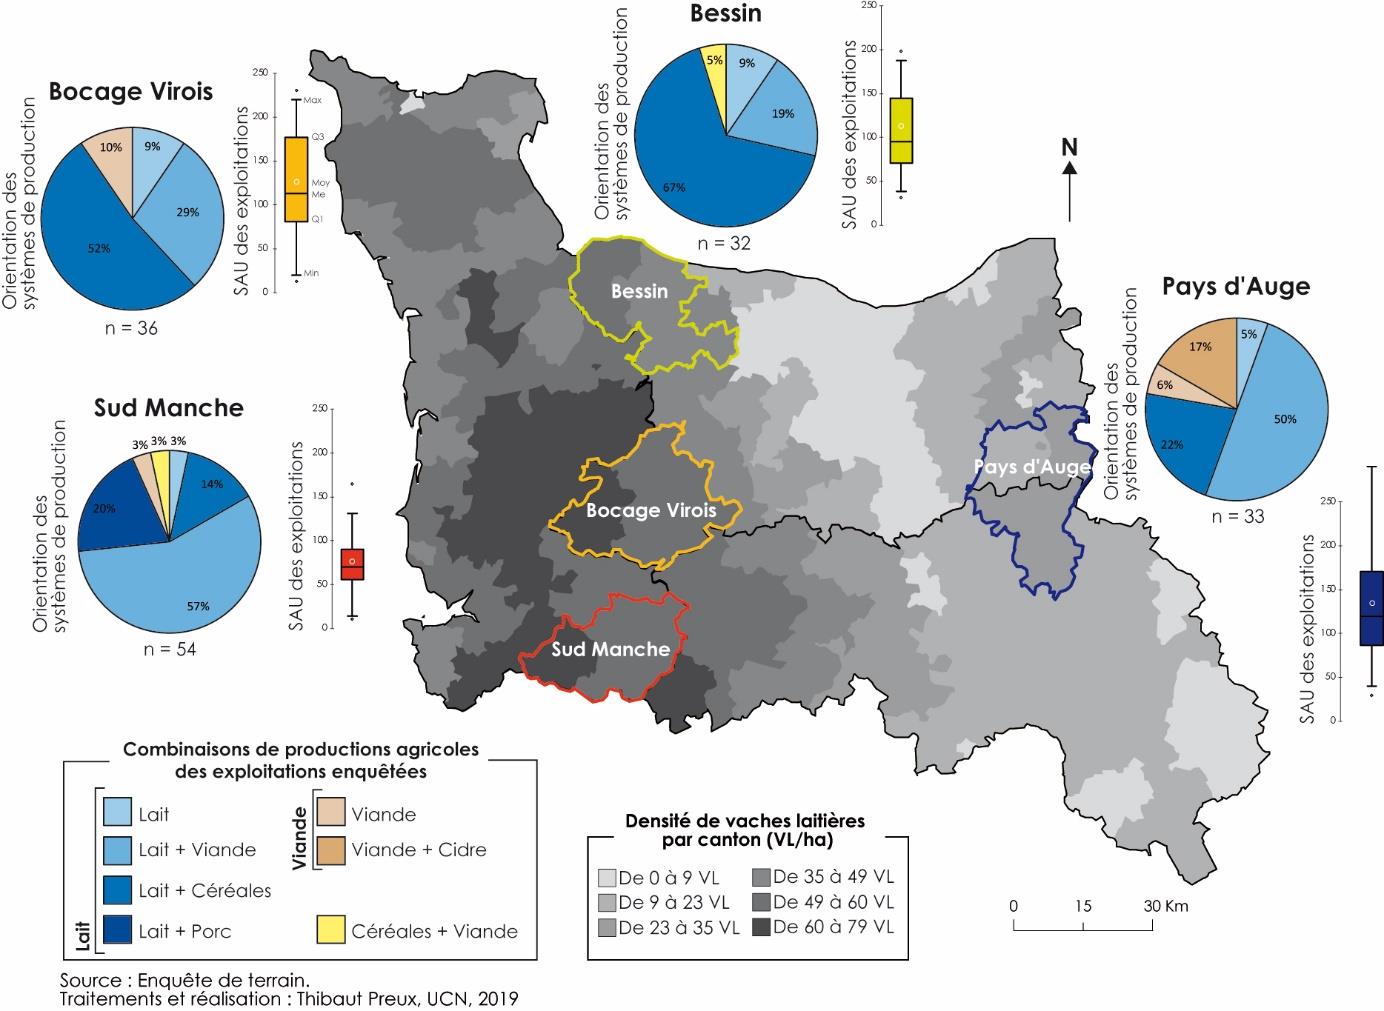 Bocage Virois
Orientation des
systèmes de production
10%
9%
29%
52%
n = 36
SAU des exploitations
250
200
150
100
50
0
Max
Q3
Moy
Me
Q1
Min
Bessin
Orientation des
systèmes de production
5%
9%
19%
67%
n = 32
SAU des exploitations
250
200
150
100
50
0
N
Pays d'Auge
Orientation des
systèmes de production
5%
17%
6%
50%
22%
n = 33
SAU des exploitations
250
200
150
100
50
0
Sud Manche
Orientation des
systèmes de production
3%
3%
3%
14%
20%
57%
n = 54
SAU des exploitations
250
200
150
100
50
0
Bessin
Bocage Virois
Pays d'Auge
Sud Manche
Combinaisons de productions agricoles
des exploitations enquêtées
Lait
Lait
Lait + Viande
Lait + Céréales
Lait + Porc
Viande
Viande
Viande + Cidre
Céréales + Viande
Densité de vaches laitières
par canton (VL/ha)
De 0 à 9 VL
De 9 à 23 VL
De 23 à 35 VL
De 35 à 49 VL
De 49 à 60 VL
De 60 à 79 VL
0 15 30 Km
Source : Enquête de terrain.
Traitements et réalisation : Thibaut Preux, UCN, 2019